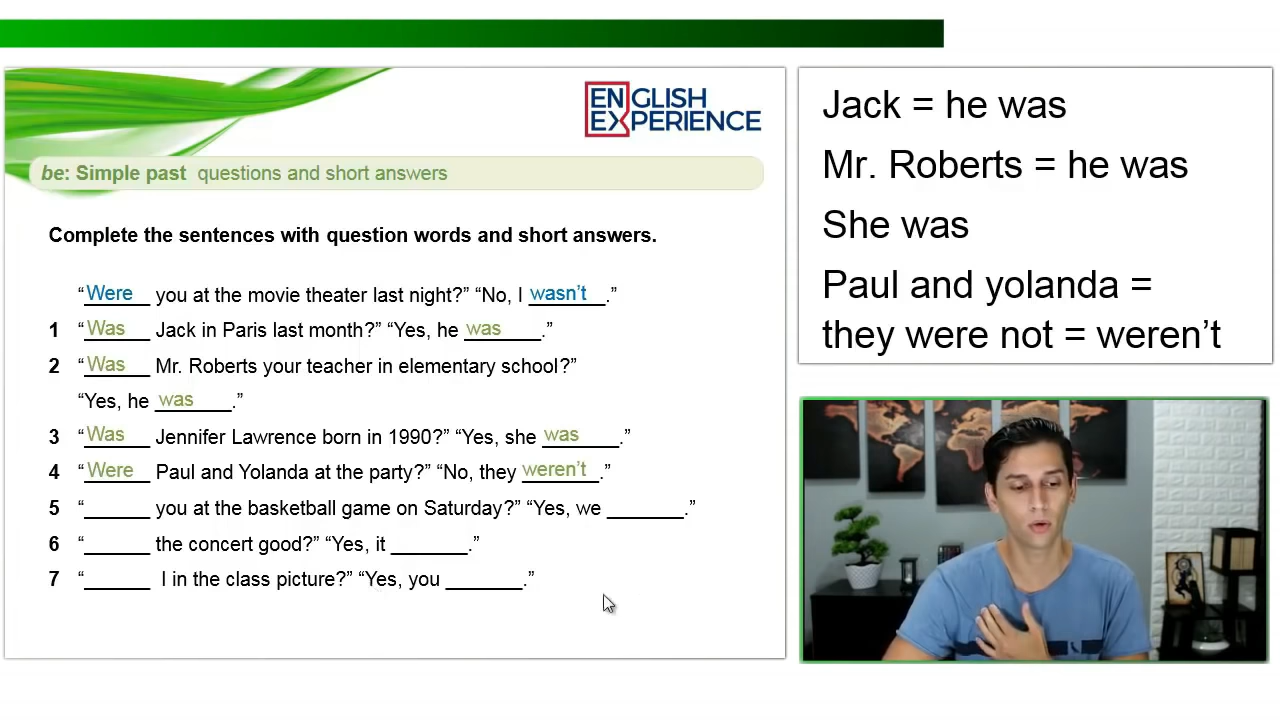 ENGLISH
EXPERIENCE
be: Simple past questions and short answers
Complete the sentences with question words and short answers.
“Were you at the movie theater last night?” “No, I wasn’t.”
1 “Was Jack in Paris last month?” “Yes, he was.”
2 “Was Mr. Roberts your teacher in elementary school?”
“Yes, he was.”
3 “Was Jennifer Lawrence born in 1990?” “Yes, she was.”
4 “Were Paul and Yolanda at the party?” “No, they weren’t.”
5 “______ you at the basketball game on Saturday?” “Yes, we _______.”
6 “______ the concert good?” “Yes, it _______.”
7 “______ I in the class picture?” “Yes, you _______.”
Jack = he was
Mr. Roberts = he was
She was
Paul and yolanda =
they were not = weren’t